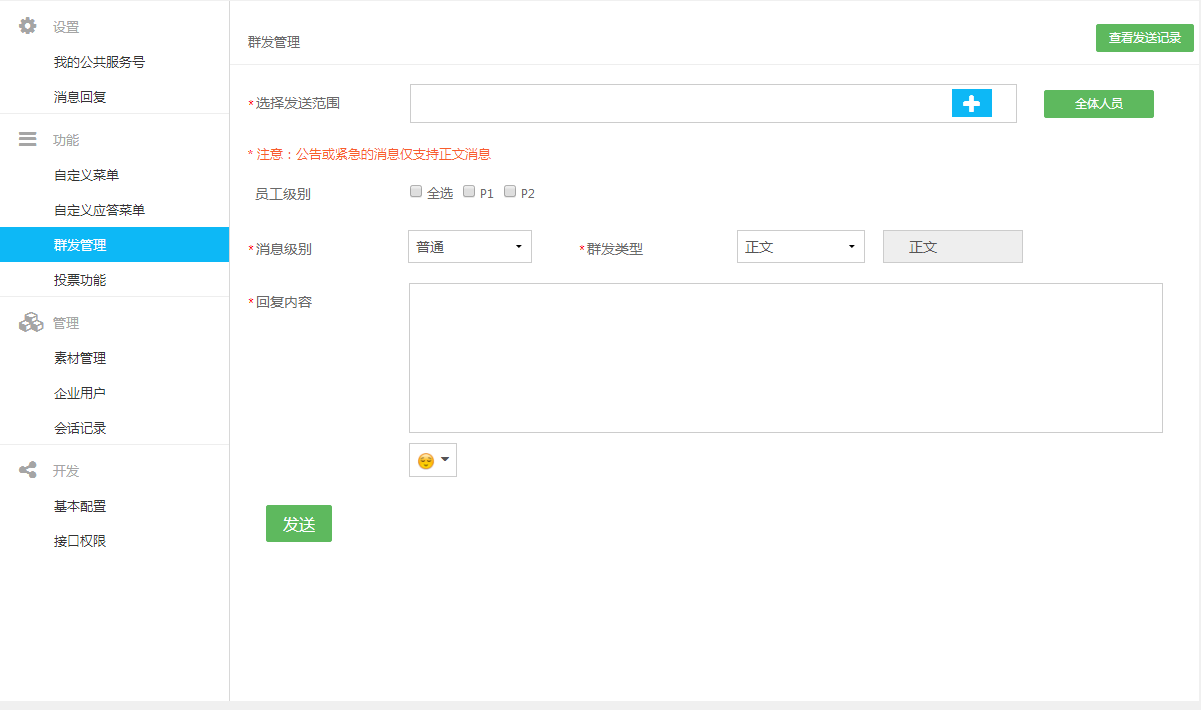 设置
我的公共服务号
消息回复
功能
自定义菜单
自定义应答菜单
群发管理
投票功能
管理
素材管理
企业用户
会话记录
开发
基本配置
接口权限
群发管理
查看发送记录
*选择发送范围
全体人员
* 注意：公告或紧急的消息仅支持正文消息
员工级别 全选 P1 P2
*消息级别 普通 *群发类型 正文 正文
*回复内容
发送